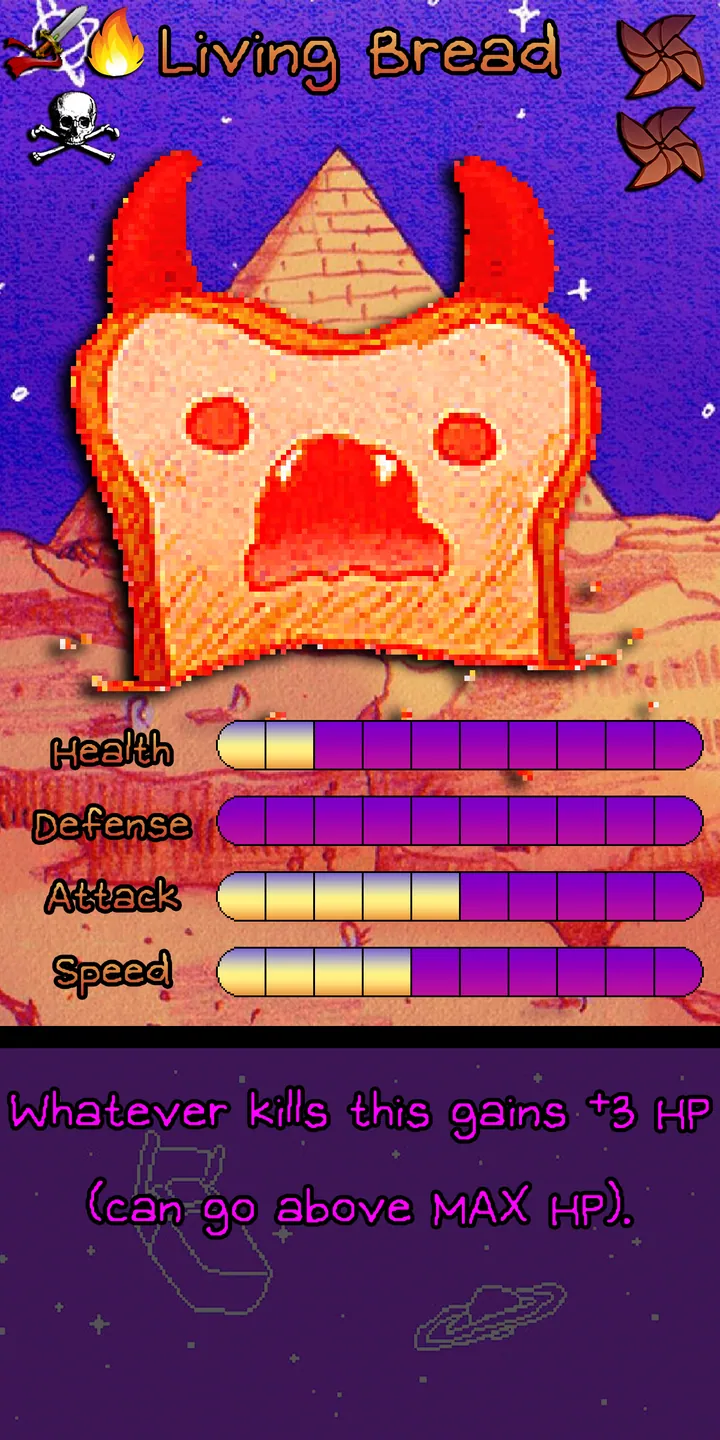 Living Bread
Health
Defense
Attack
Speed
Whatever kills this gains +3 HP
(can go above MAX HP).